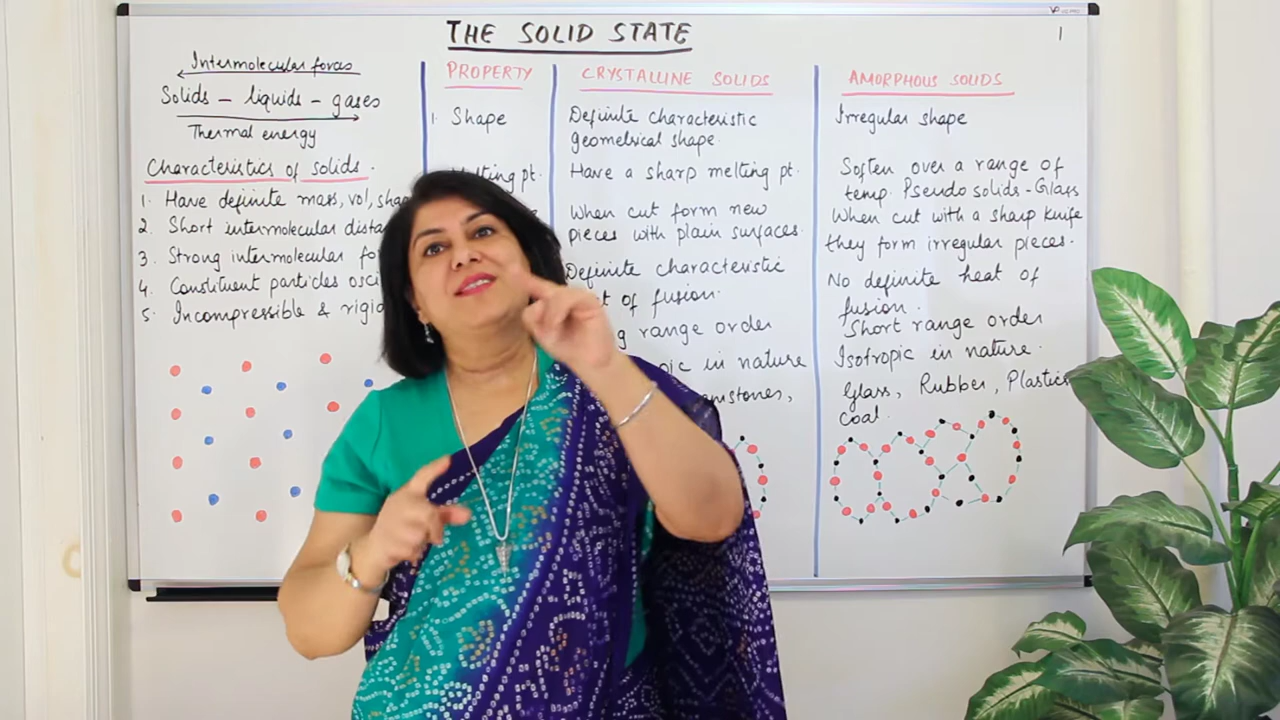 THE SOLID STATE
1
Intermolecular forces
Solids – liquids – gases
Thermal energy
Characteristics of solids.
1. Have definite mass, vol,
2. Short intermolecular
3. Strong intermolecular
4. Constituent particles
5. Incompressible &
PROPERTY
1. Shape
Melting pt.
CRYSTALLINE SOLIDS
Definite characteristic
geometrical shape.
Have a sharp melting pt.
When cut form new
pieces with plain surfaces.
Definite characteristic
of fusion.
range order
in nature
AMORPHOUS SOLIDS
Irregular shape
Soften over a range of
temp. Pseudo solids - Glass
When cut with a sharp knife
they form irregular pieces.
No definite heat of
fusion.
Short range order
Isotropic in nature.
Glass, Rubber, Plastics
coal.